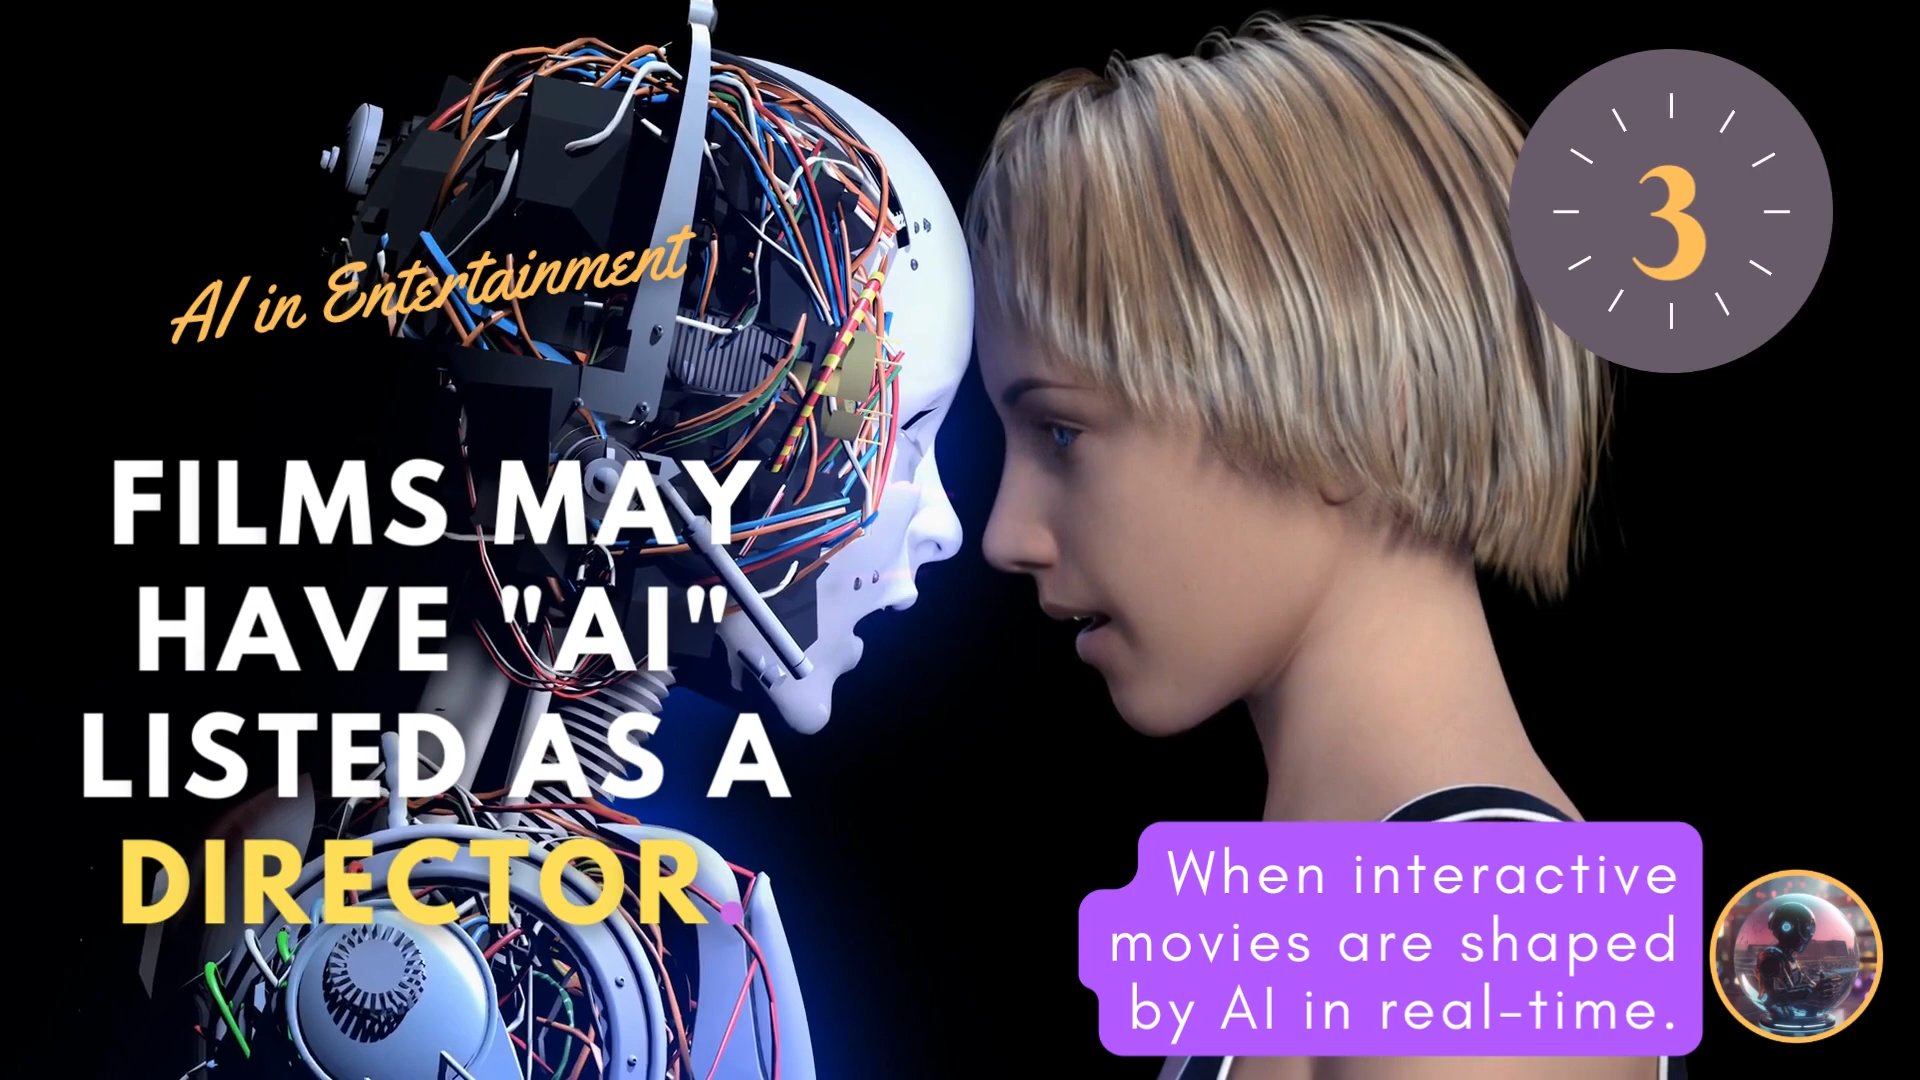 AI in Entertainment
3
FILMS MAY
HAVE "AI"
LISTED AS A
DIRECTOR.
When interactive
movies are shaped
by AI in real-time.